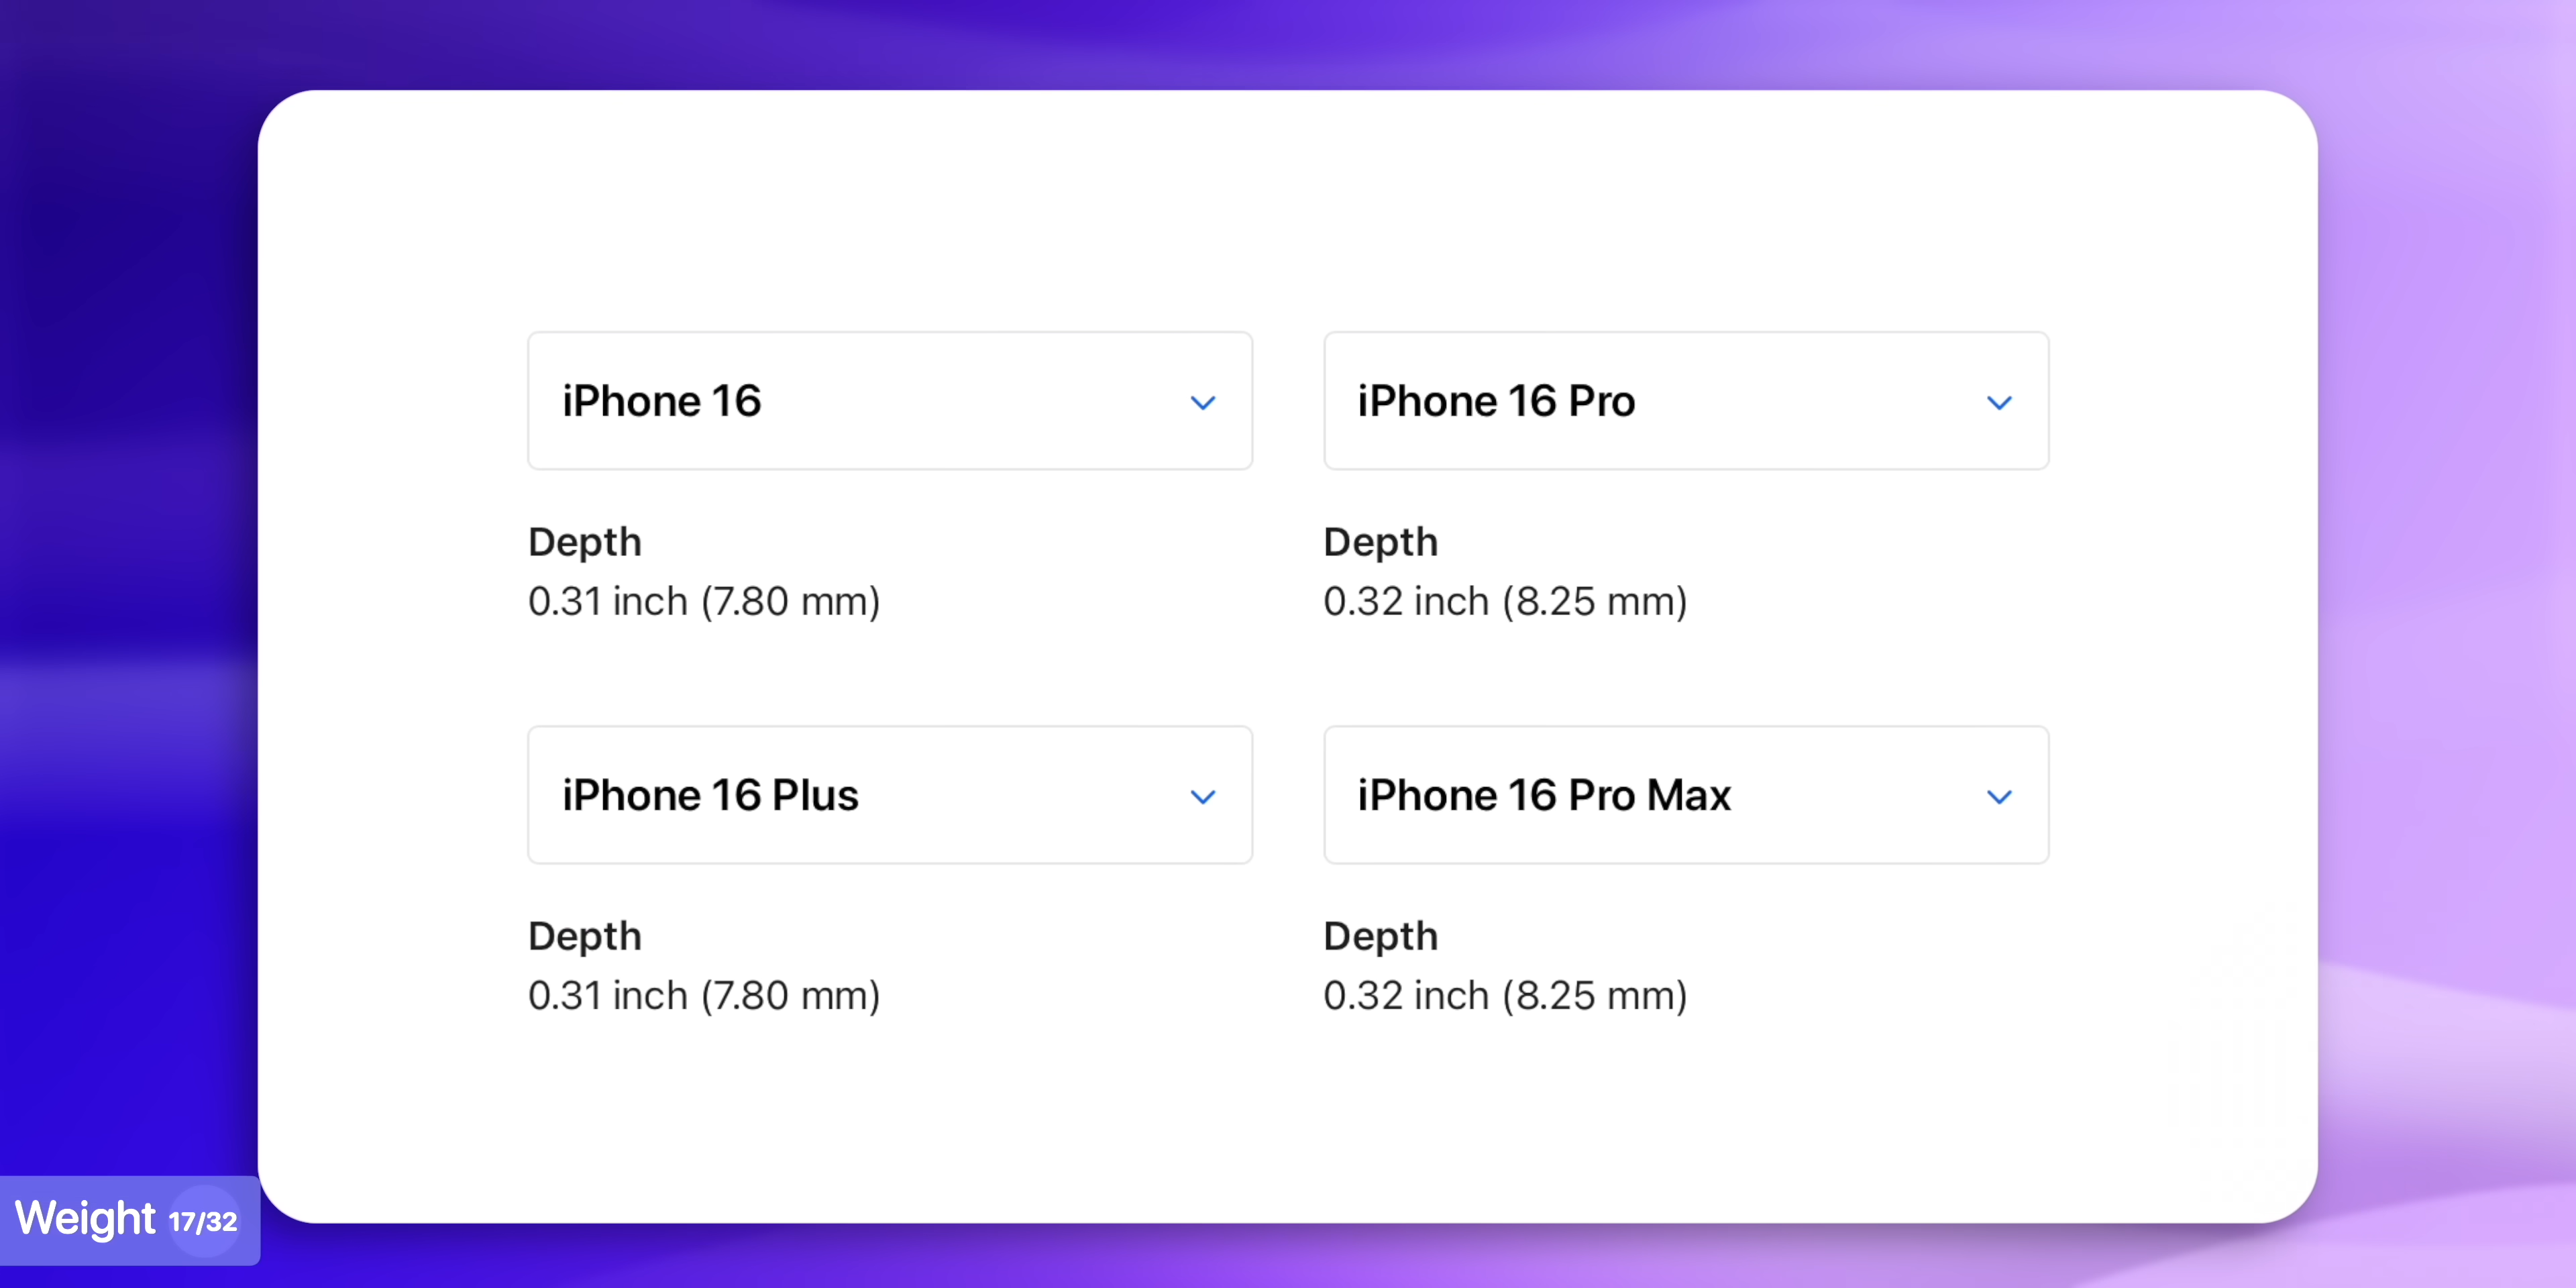 iPhone 16
Depth
0.31 inch (7.80 mm)
iPhone 16 Pro
Depth
0.32 inch (8.25 mm)
iPhone 16 Plus
Depth
0.31 inch (7.80 mm)
iPhone 16 Pro Max
Depth
0.32 inch (8.25 mm)
Weight 17/32